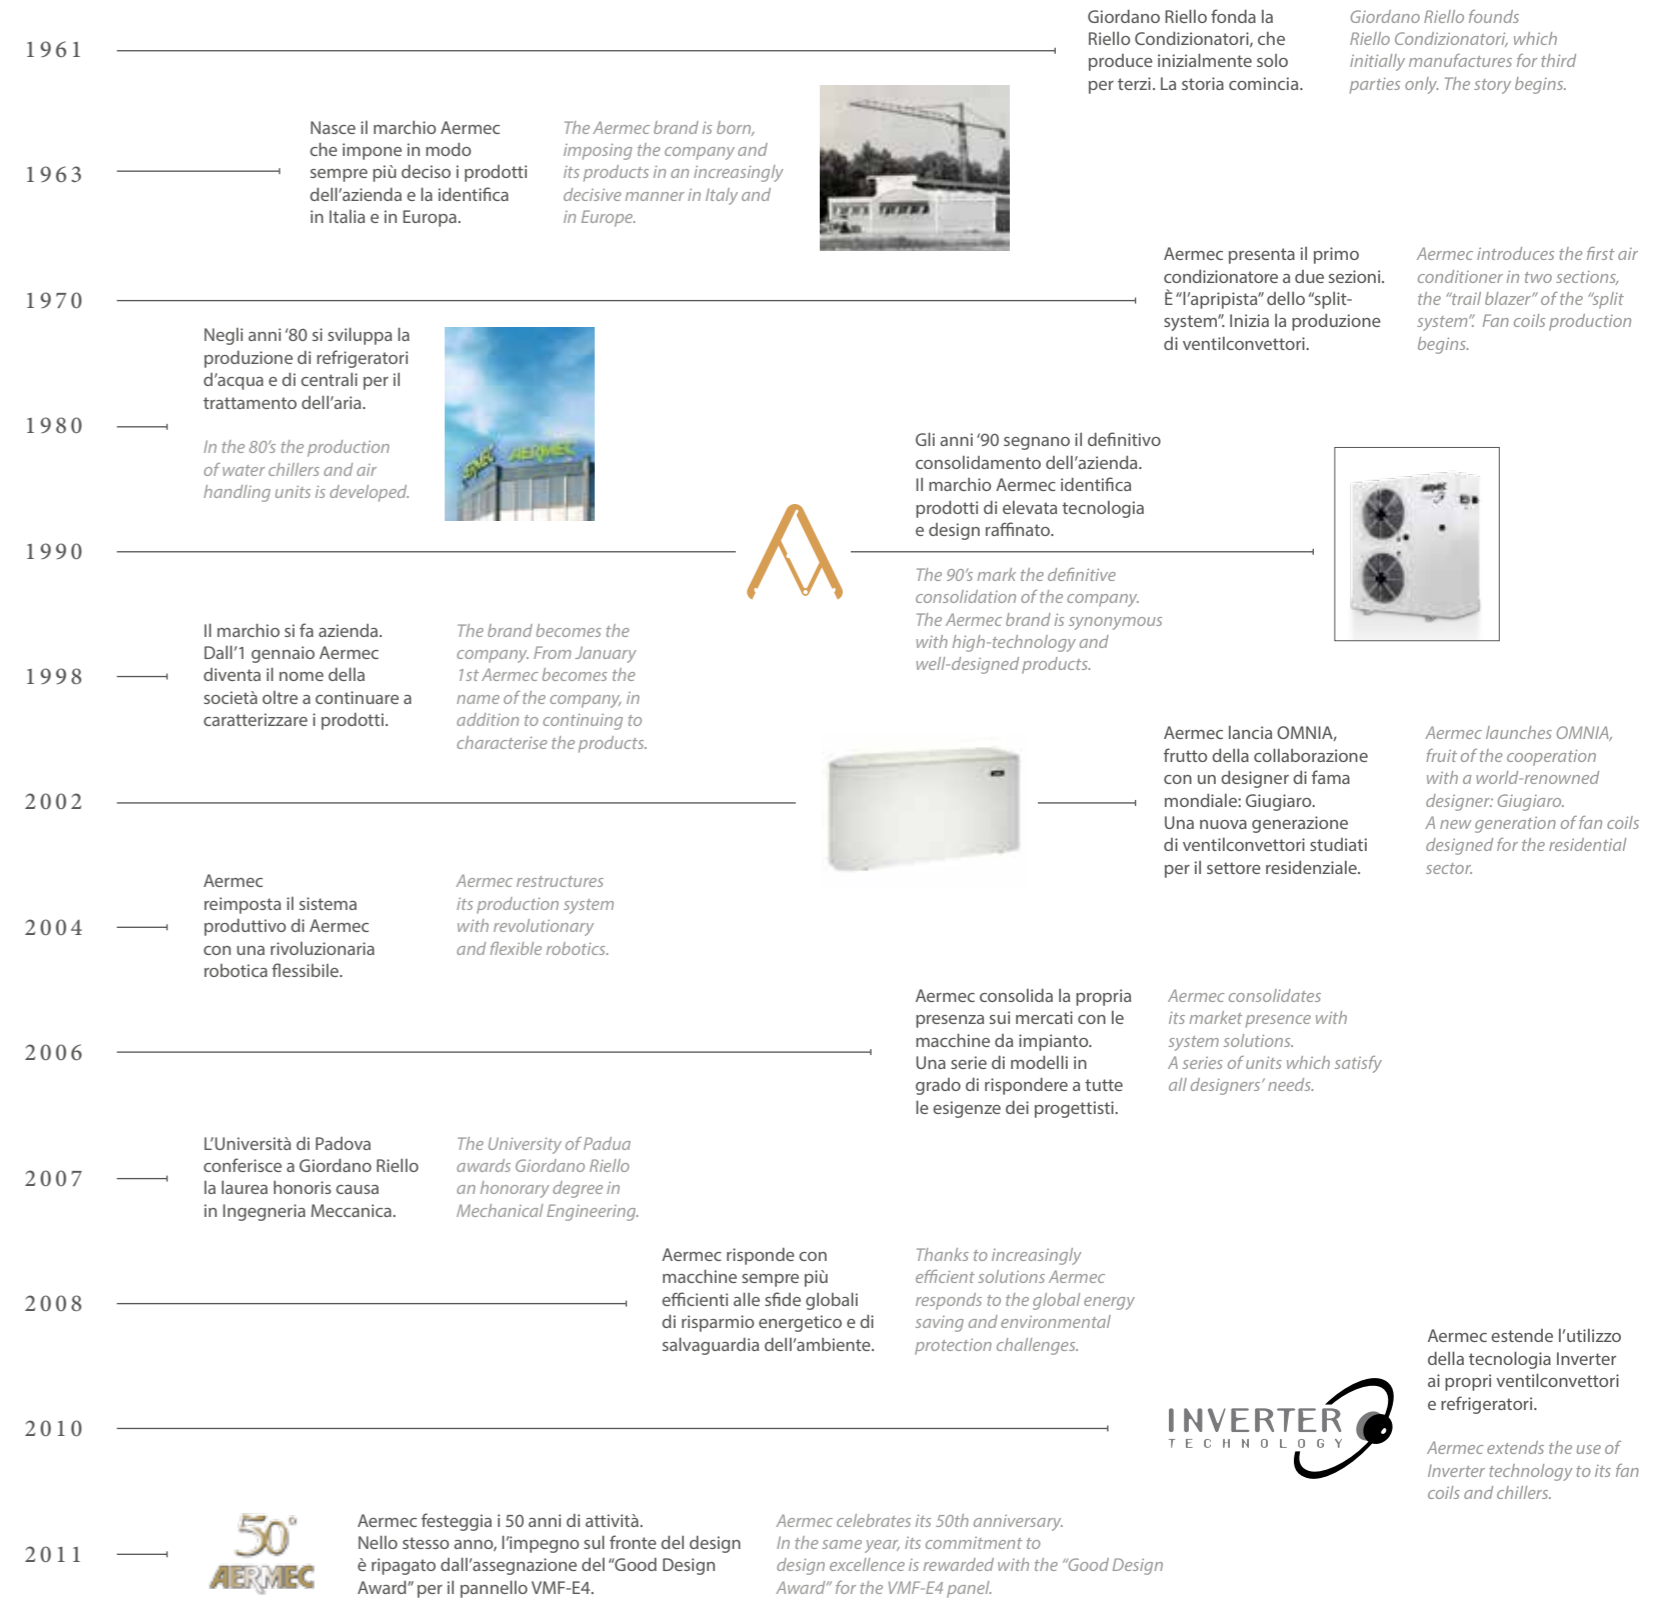 1961
Giordano Riello fonda la
Riello Condizionatori, che
produce inizialmente solo
per terzi. La storia comincia.
Giordano Riello founds
Riello Condizionatori, which
initially manufactures for third
parties only. The story begins.
1963
Nasce il marchio Aermec
che impone in modo
sempre più deciso i prodotti
dell’azienda e la identifica
in Italia e in Europa.
The Aermec brand is born,
imposing the company and
its products in an increasingly
decisive manner in Italy and
in Europe.
1970
Aermec presenta il primo
condizionatore a due sezioni.
È “l’apripista” dello “split-
system”. Inizia la produzione
di ventilconvettori.
Aermec introduces the first air
conditioner in two sections,
the “trail blazer” of the “split
system”. Fan coils production
begins.
1980
Negli anni ‘80 si sviluppa la
produzione di refrigeratori
d’acqua e di centrali per il
trattamento dell’aria.
In the 80’s the production
of water chillers and air
handling units is developed.
AERMEC
AERMEC
1990
Gli anni ‘90 segnano il definitivo
consolidamento dell’azienda.
Il marchio Aermec identifica
prodotti di elevata tecnologia
e design raffinato.
The 90’s mark the definitive
consolidation of the company.
The Aermec brand is synonymous
with high-technology and
well-designed products.
AERMEC
1998
Il marchio si fa azienda.
Dall’1 gennaio Aermec
diventa il nome della
società oltre a continuare a
caratterizzare i prodotti.
The brand becomes the
company. From January
1st Aermec becomes the
name of the company, in
addition to continuing to
characterise the products.
2002
Aermec lancia OMNIA,
frutto della collaborazione
con un designer di fama
mondiale: Giugiaro.
Una nuova generazione
di ventilconvettori studiati
per il settore residenziale.
Aermec launches OMNIA,
fruit of the cooperation
with a world-renowned
designer: Giugiaro.
A new generation of fan coils
designed for the residential
sector.
2004
Aermec
reimposta il sistema
produttivo di Aermec
con una rivoluzionaria
robotica flessibile.
Aermec restructures
its production system
with revolutionary
and flexible robotics.
2006
Aermec consolida la propria
presenza sui mercati con le
macchine da impianto.
Una serie di modelli in
grado di rispondere a tutte
le esigenze dei progettisti.
Aermec consolidates
its market presence with
system solutions.
A series of units which satisfy
all designers’ needs.
2007
L’Università di Padova
conferisce a Giordano Riello
la laurea honoris causa
in Ingegneria Meccanica.
The University of Padua
awards Giordano Riello
an honorary degree in
Mechanical Engineering.
2008
Aermec risponde con
macchine sempre più
efficienti alle sfide globali
di risparmio energetico e di
salvaguardia dell’ambiente.
Thanks to increasingly
efficient solutions Aermec
responds to the global energy
saving and environmental
protection challenges.
2010
INVERTER
TECHNOLOGY
Aermec estende l’utilizzo
della tecnologia Inverter
ai propri ventilconvettori
e refrigeratori.
Aermec extends the use of
Inverter technology to its fan
coils and chillers.
2011
50°
AERMEC
Aermec festeggia i 50 anni di attività.
Nello stesso anno, l’impegno sul fronte del design
è ripagato dall’assegnazione del “Good Design
Award” per il pannello VMF-E4.
Aermec celebrates its 50th anniversary.
In the same year, its commitment to
design excellence is rewarded with the “Good Design
Award” for the VMF-E4 panel.